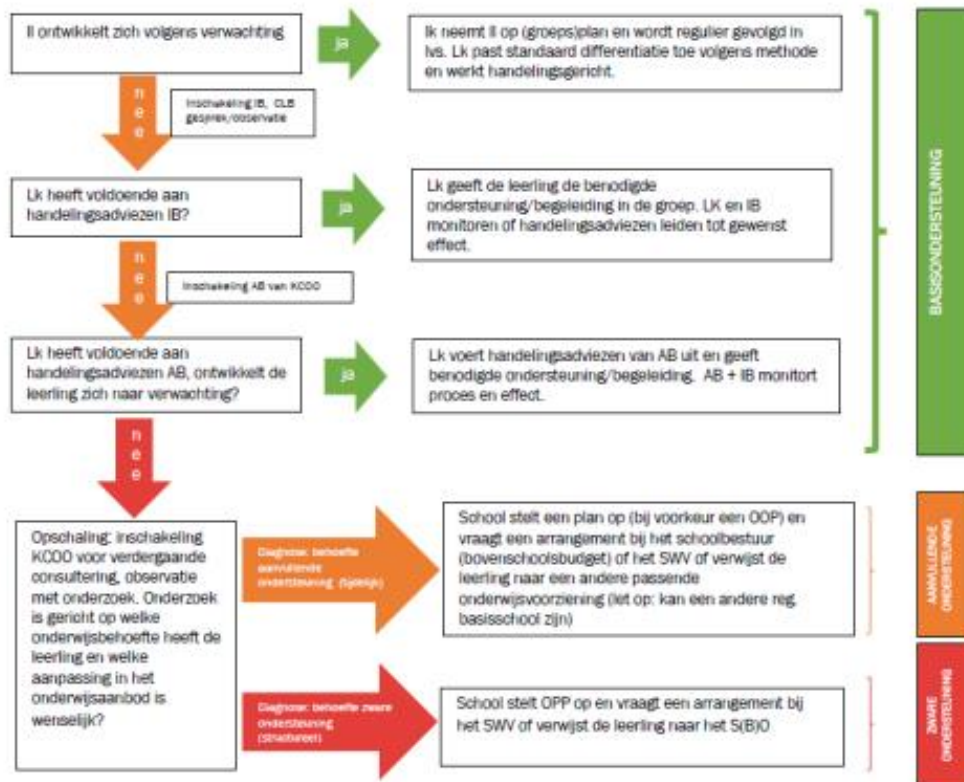 ll ontwikkelt zich volgens verwachting
ja
lk neemt ll op (groeps)plan en wordt regulier gevolgd in
lvs. Lk past standaard differentiatie toe volgens methode
en werkt handelingsgericht.
nee
Inschakeling IB, CLB
gesprek/observatie
Lk heeft voldoende aan
handelingsadviezen IB?
ja
Lk geeft de leerling de benodigde
ondersteuning/begeleiding in de groep. LK en IB
monitoren of handelingsadviezen leiden tot gewenst
effect.
nee
Inschakeling AB van KCOO
Lk heeft voldoende aan
handelingsadviezen AB, ontwikkelt de
leerling zich naar verwachting?
ja
Lk voert handelingsadviezen van AB uit en geeft
benodigde ondersteuning/begeleiding. AB + IB monitort
proces en effect.
BASISONDERSTEUNING
nee
Opschaling: inschakeling
KCOO voor verdergaande
consultering, observatie
met onderzoek. Onderzoek
is gericht op welke
onderwijsbehoefte heeft de
leerling en welke
aanpassing in het
onderwijsaanbod is
wenselijk?
Diagnose: behoefte
aanvullende
ondersteuning (tijdelijk)
School stelt een plan op (bij voorkeur een OOP) en
vraagt een arrangement bij het schoolbestuur
(bovenschoolsbudget) of het SWV of verwijst de
leerling naar een andere passende
onderwijsvoorziening (let op: kan een andere reg.
basisschool zijn)
AANVULLENDE
ONDERSTEUNING
Diagnose: behoefte zware
ondersteuning
(structureel)
School stelt OPP op en vraagt een arrangement bij
het SWV of verwijst de leerling naar het S(B)O
ZWARE
ONDERSTEUNING